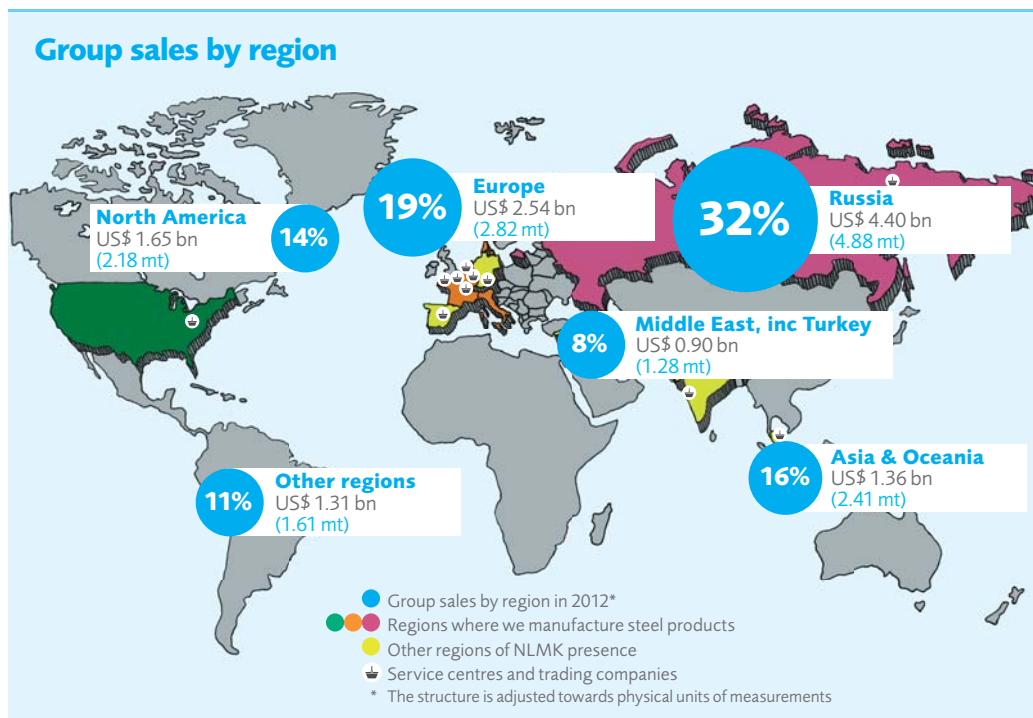 Group sales by region
North America
US$ 1.65 bn
(2.18 mt)
14%
19%
Europe
US$ 2.54 bn
(2.82 mt)
32%
Russia
US$ 4.40 bn
(4.88 mt)
8%
Middle East, inc Turkey
US$ 0.90 bn
(1.28 mt)
11%
Other regions
US$ 1.31 bn
(1.61 mt)
16%
Asia & Oceania
US$ 1.36 bn
(2.41 mt)
Group sales by region in 2012*
Regions where we manufacture steel products
Other regions of NLMK presence
Service centres and trading companies
* The structure is adjusted towards physical units of measurements